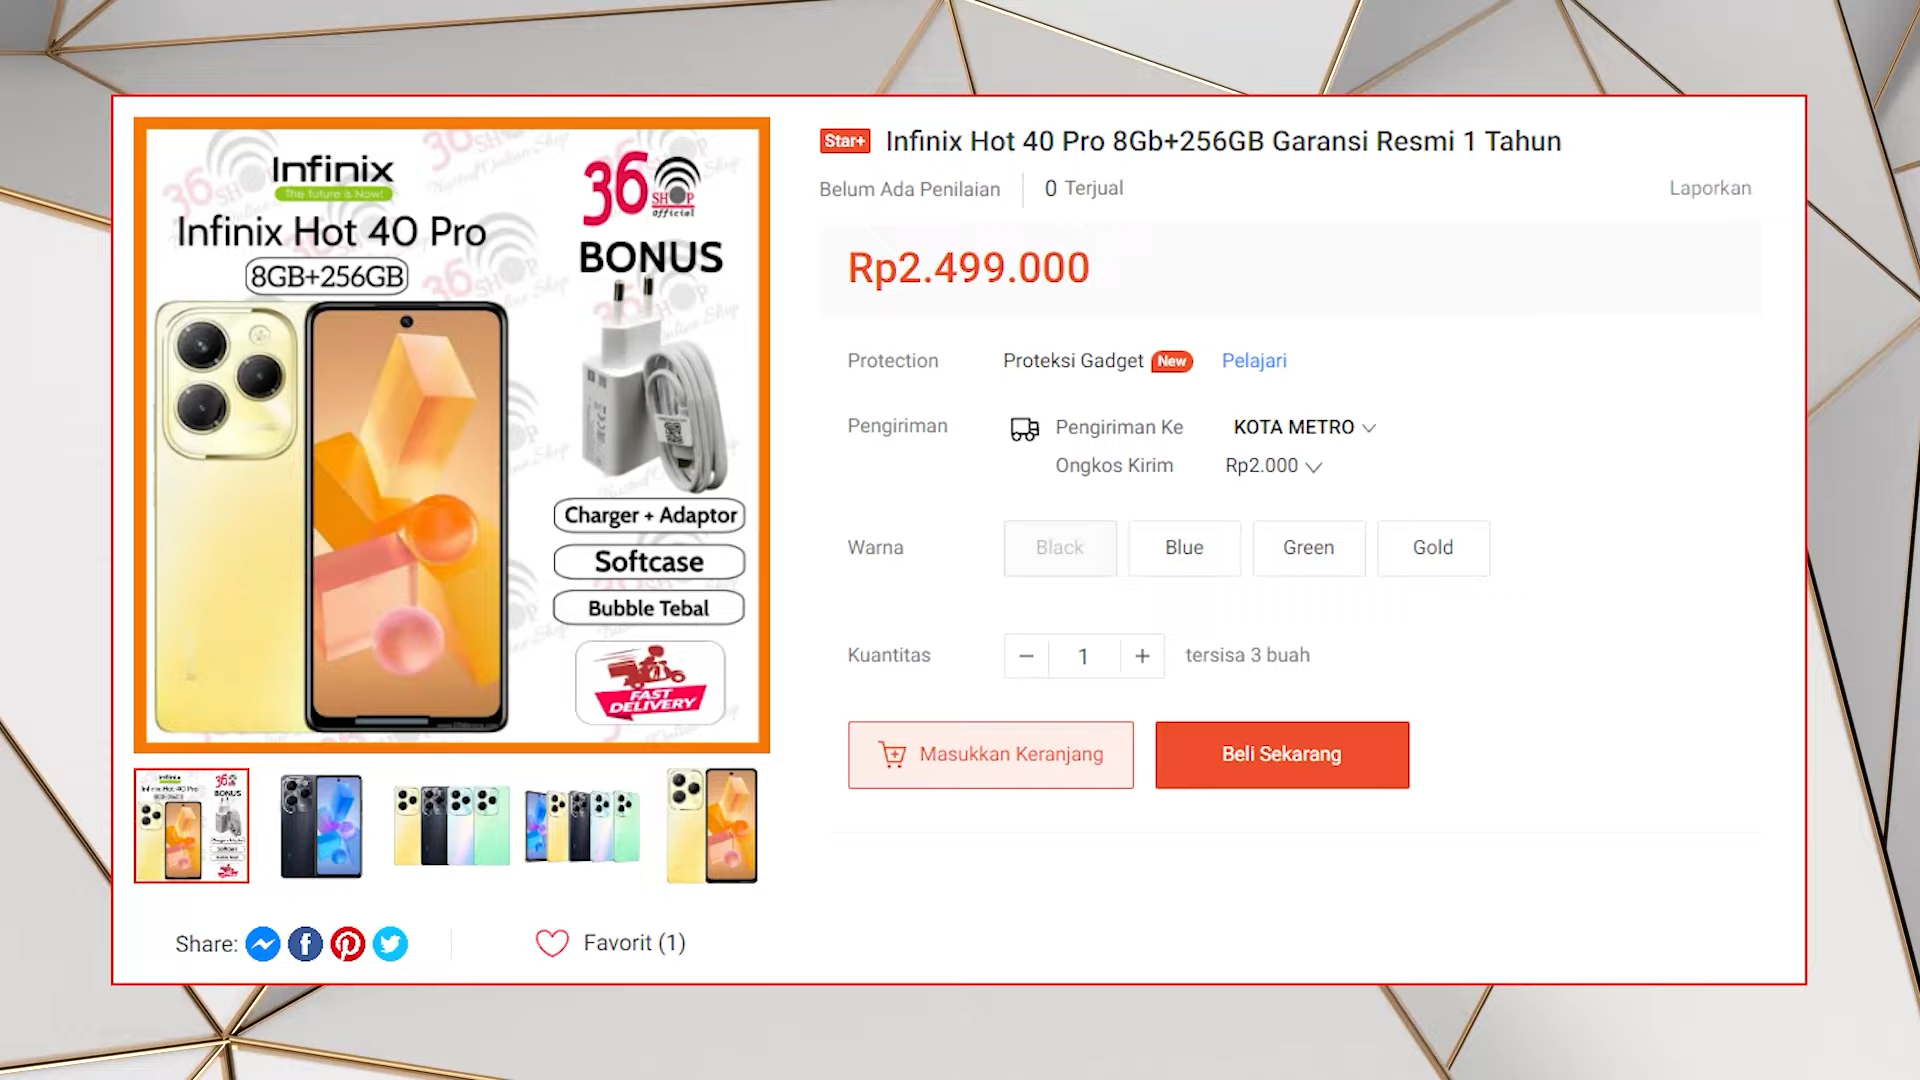 Infinix
The future is Now!
Infinix Hot 40 Pro
8GB+256GB
36
SHOP
Official
BONUS
Charger + Adaptor
Softcase
Bubble Tebal
FAST
DELIVERY
Share:
Favorit (1)
Star+ Infinix Hot 40 Pro 8Gb+256GB Garansi Resmi 1 Tahun
Belum Ada Penilaian 0 Terjual Laporkan
Rp2.499.000
Protection Proteksi Gadget New Pelajari
Pengiriman Pengiriman Ke KOTA METRO
Ongkos Kirim Rp2.000
Warna Black Blue Green Gold
Kuantitas − 1 + tersisa 3 buah
Masukkan Keranjang Beli Sekarang